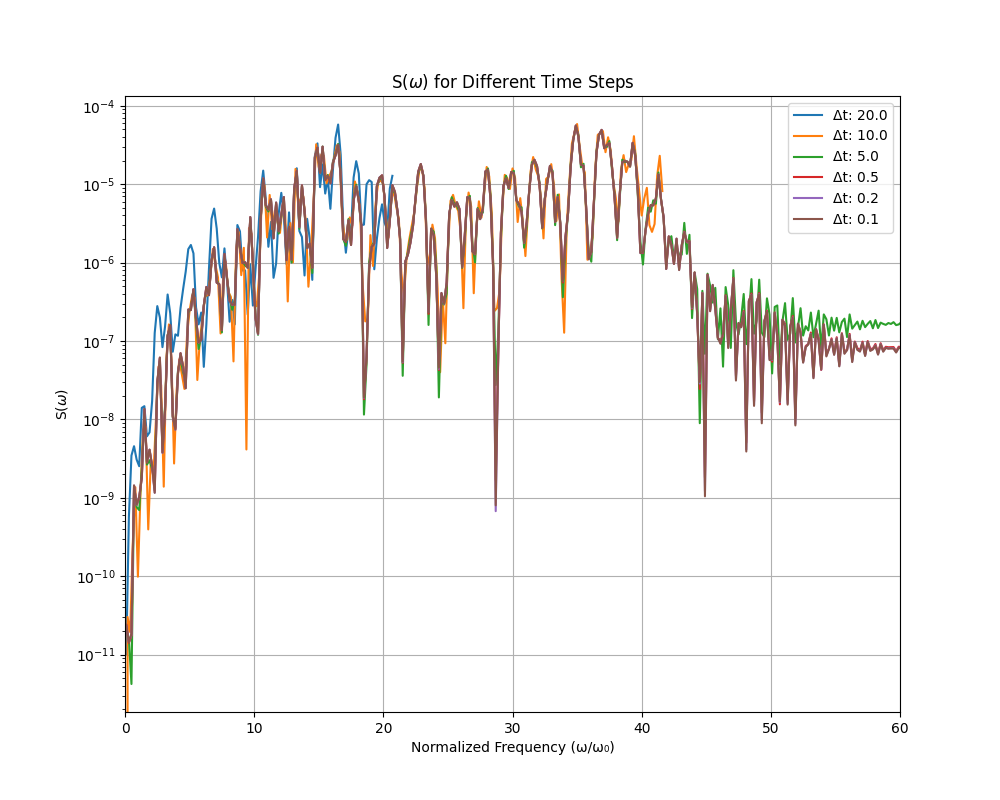 S(ω) for Different Time Steps
Δt: 20.0
Δt: 10.0
Δt: 5.0
Δt: 0.5
Δt: 0.2
Δt: 0.1
S(ω)
10⁻⁴
10⁻⁵
10⁻⁶
10⁻⁷
10⁻⁸
10⁻⁹
10⁻¹⁰
10⁻¹¹
0 10 20 30 40 50 60
Normalized Frequency (ω/ω₀)